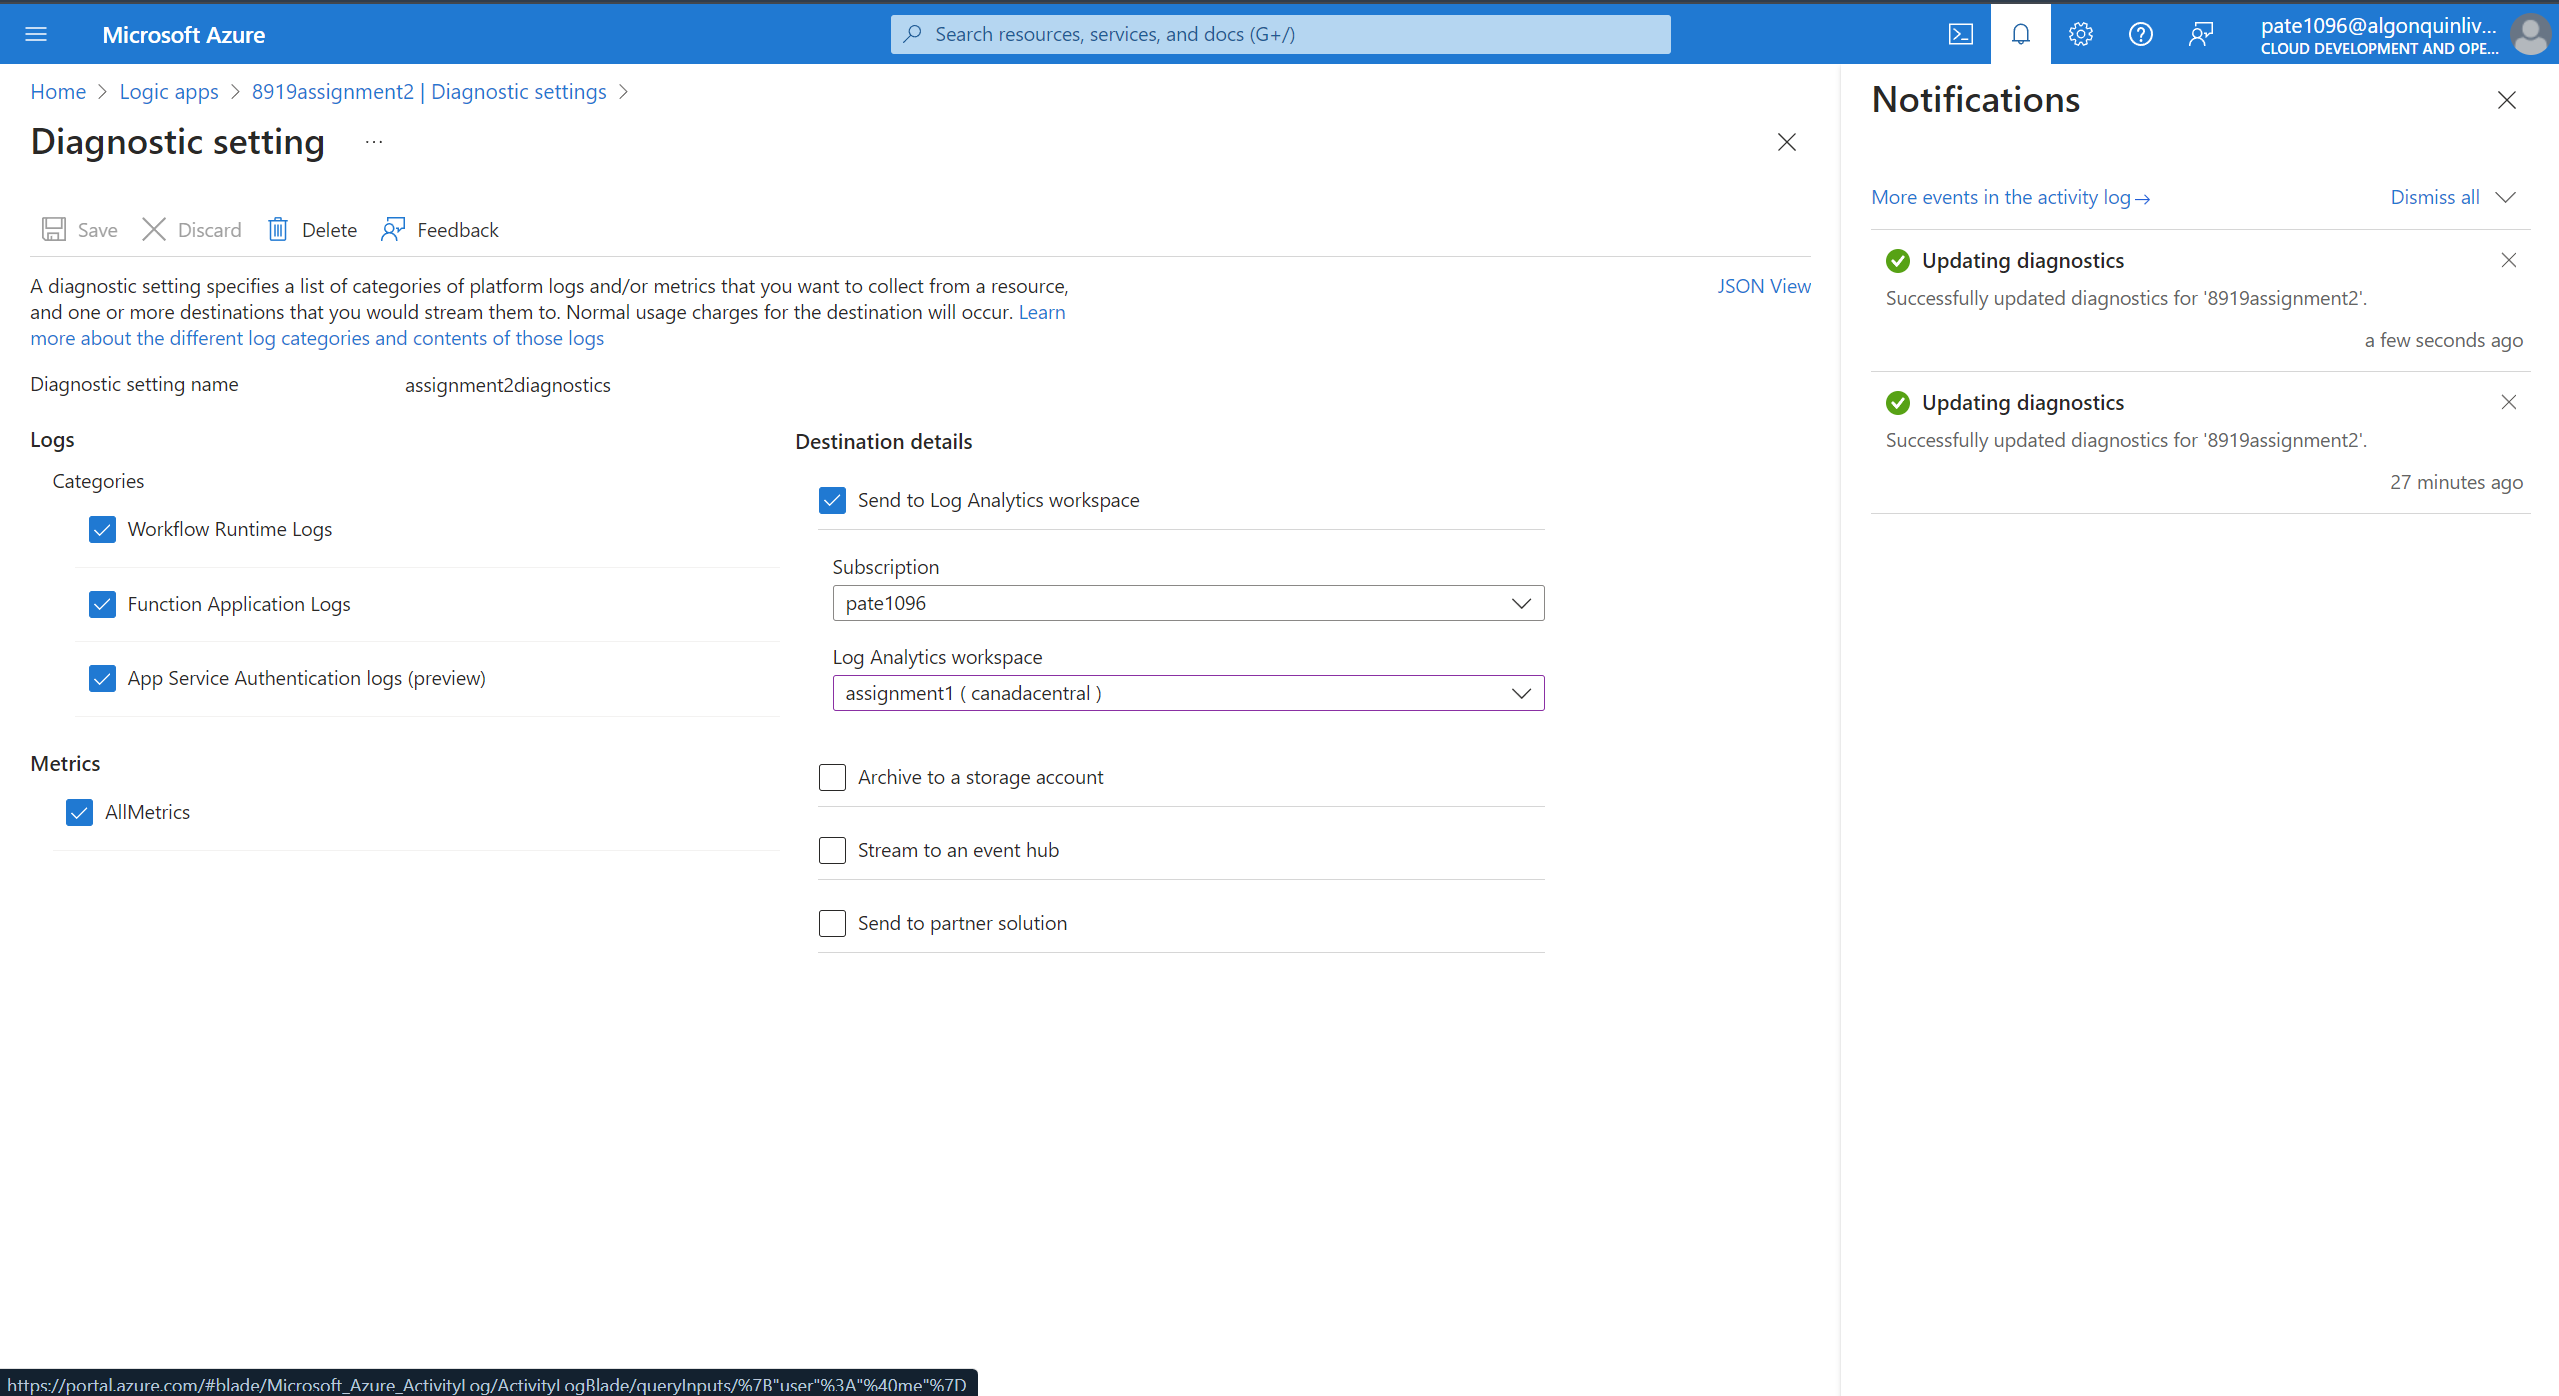 Microsoft Azure
Search resources, services, and docs (G+/)
pate1096@algonquinliv...
CLOUD DEVELOPMENT AND OPE...
Home > Logic apps > 8919assignment2 | Diagnostic settings >
Diagnostic setting ...
Save Discard Delete Feedback
A diagnostic setting specifies a list of categories of platform logs and/or metrics that you want to collect from a resource,
and one or more destinations that you would stream them to. Normal usage charges for the destination will occur. Learn
more about the different log categories and contents of those logs
JSON View
Diagnostic setting name
assignment2diagnostics
Logs
Categories
Workflow Runtime Logs
Function Application Logs
App Service Authentication logs (preview)
Metrics
AllMetrics
Destination details
Send to Log Analytics workspace
Subscription
pate1096
Log Analytics workspace
assignment1 ( canadacentral )
Archive to a storage account
Stream to an event hub
Send to partner solution
Notifications
More events in the activity log →
Dismiss all
Updating diagnostics
Successfully updated diagnostics for '8919assignment2'.
a few seconds ago
Updating diagnostics
Successfully updated diagnostics for '8919assignment2'.
27 minutes ago
https://portal.azure.com/#blade/Microsoft_Azure_ActivityLog/ActivityLogBlade/queryInputs/%7B"user"%3A"%40me"%7D